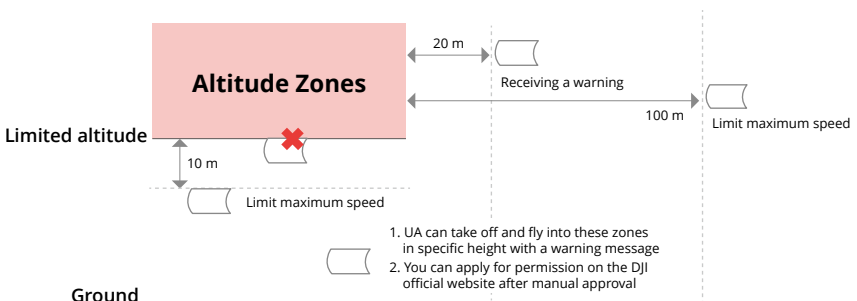 20 m
Altitude Zones
Receiving a warning
100 m
Limit maximum speed
Limited altitude
10 m
Limit maximum speed
1. UA can take off and fly into these zones
in specific height with a warning message
2. You can apply for permission on the DJI
official website after manual approval
Ground